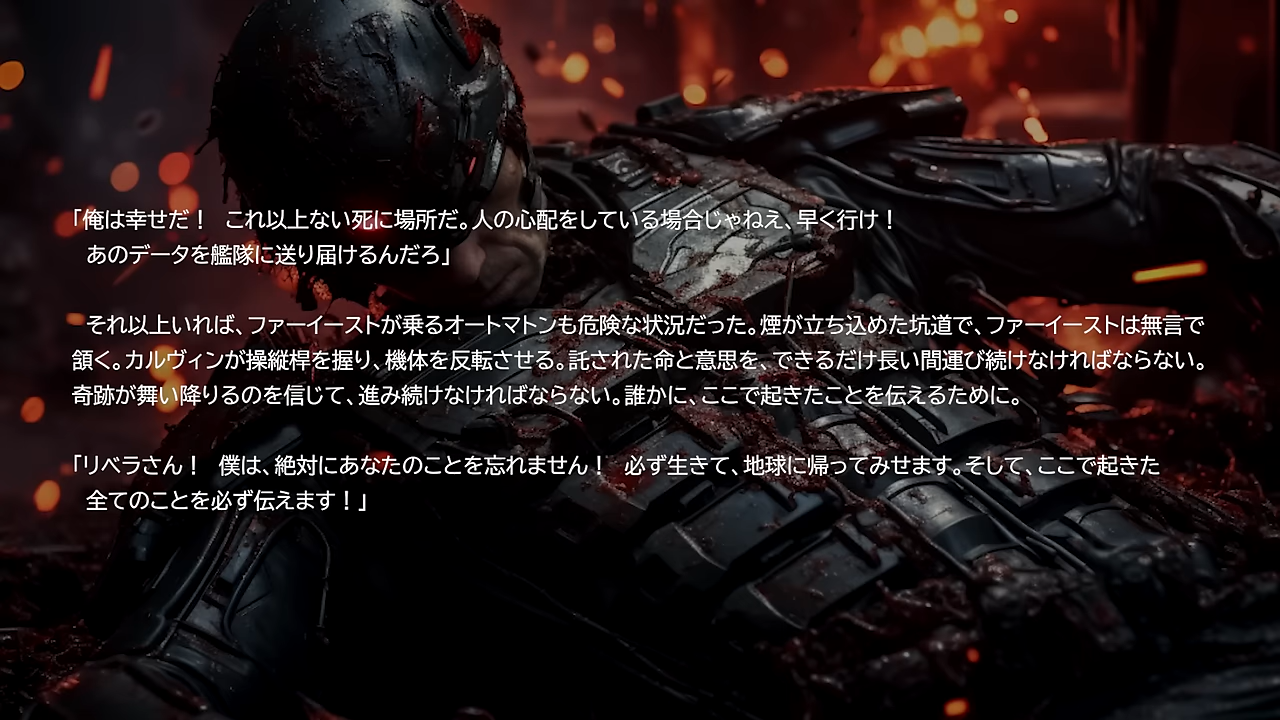 「俺は幸せだ！　これ以上ない死に場所だ。人の心配をしている場合じゃねえ、早く行け！
あのデータを艦隊に送り届けるんだろ」
それ以上いれば、ファーイーストが乗るオートマトンも危険な状況だった。煙が立ち込めた坑道で、ファーイーストは無言で
頷く。カルヴィンが操縦桿を握り、機体を反転させる。託された命と意思を、できるだけ長い間運び続けなければならない。
奇跡が舞い降りるのを信じて、進み続けなければならない。誰かに、ここで起きたことを伝えるために。
「リベラさん！　僕は、絶対にあなたのことを忘れません！　必ず生きて、地球に帰ってみせます。そして、ここで起きた
全てのことを必ず伝えます！」